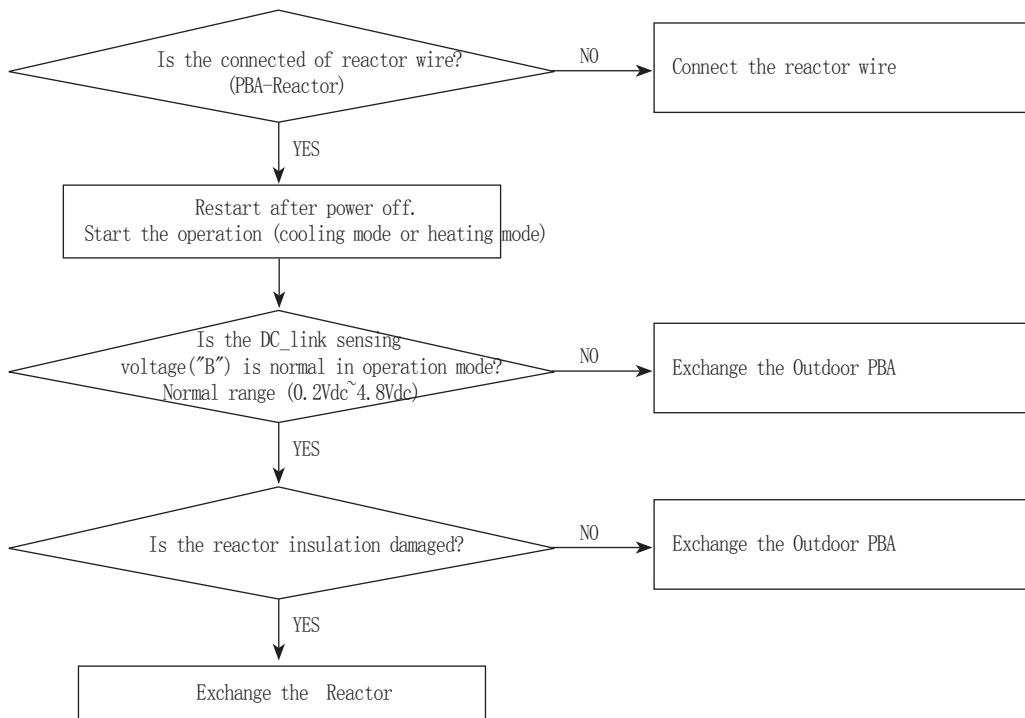 Is the connected of reactor wire?
(PBA-Reactor)
NO
Connect the reactor wire
YES
Restart after power off.
Start the operation (cooling mode or heating mode)
Is the DC_link sensing
voltage("B") is normal in operation mode?
Normal range (0.2Vdc~4.8Vdc)
NO
Exchange the Outdoor PBA
YES
Is the reactor insulation damaged?
NO
Exchange the Outdoor PBA
YES
Exchange the Reactor